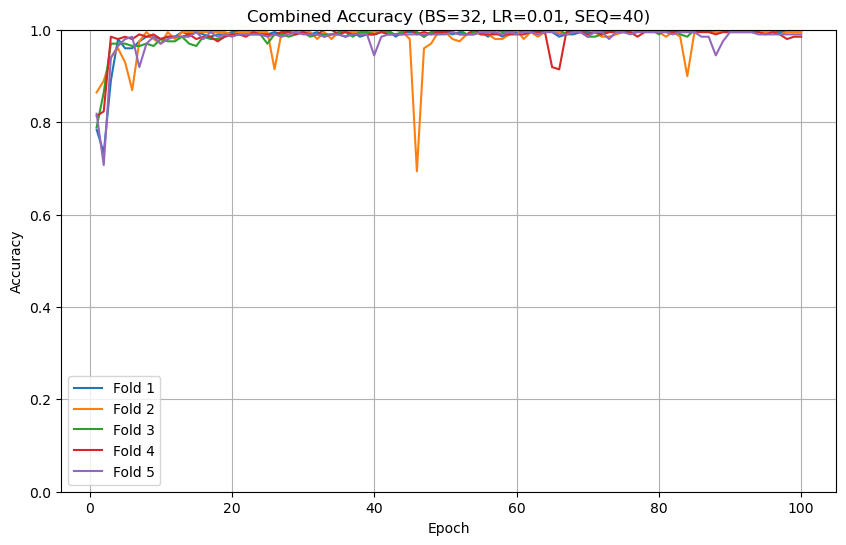 Combined Accuracy (BS=32, LR=0.01, SEQ=40)
1.0
0.8
0.6
0.4
0.2
0.0
Accuracy
Fold 1
Fold 2
Fold 3
Fold 4
Fold 5
0 20 40 60 80 100
Epoch